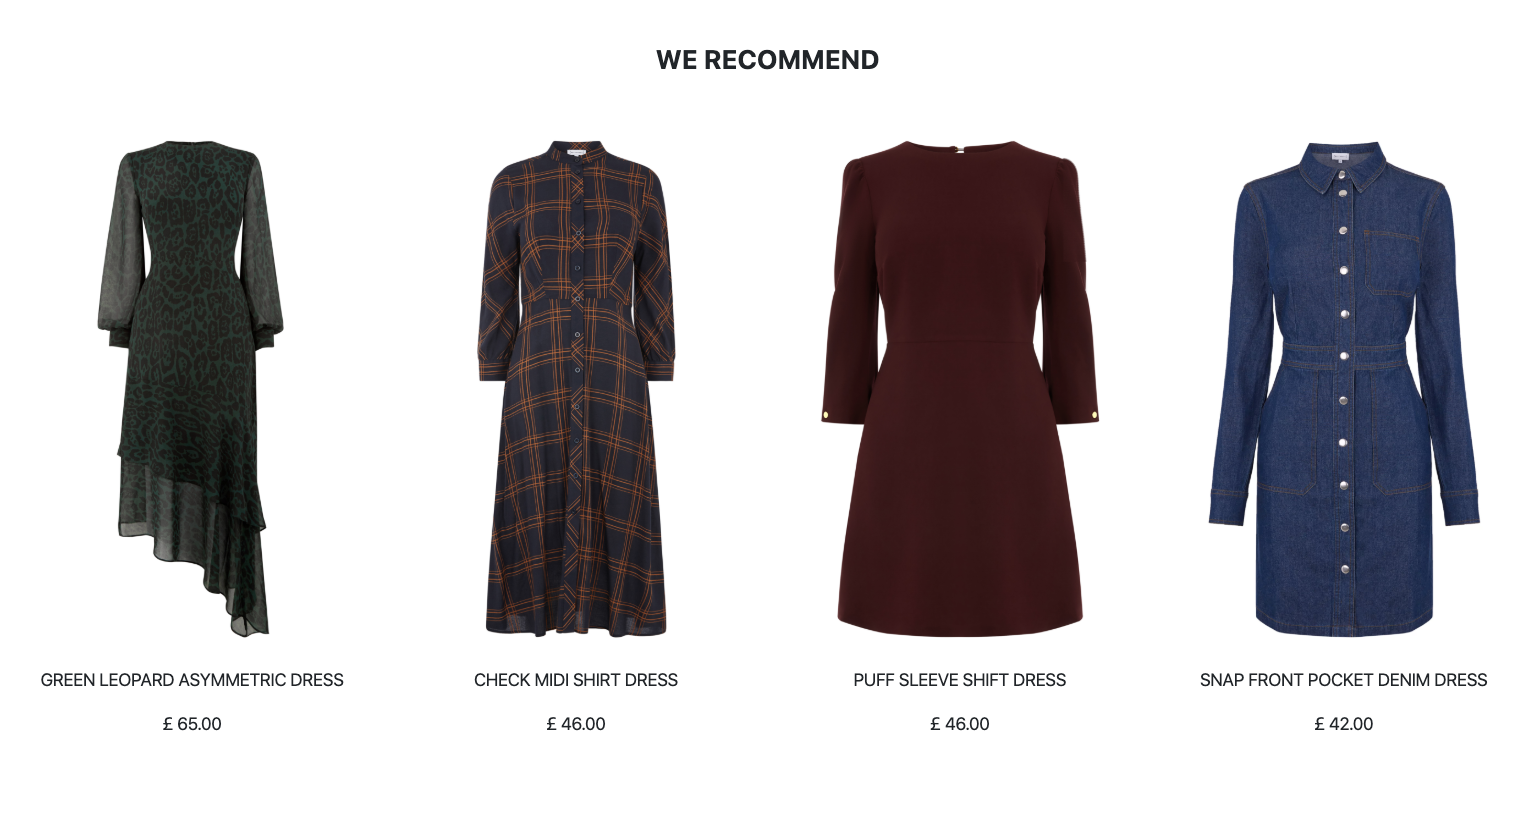 WE RECOMMEND
GREEN LEOPARD ASYMMETRIC DRESS
CHECK MIDI SHIRT DRESS
PUFF SLEEVE SHIFT DRESS
SNAP FRONT POCKET DENIM DRESS
£ 65.00
£ 46.00
£ 46.00
£ 42.00